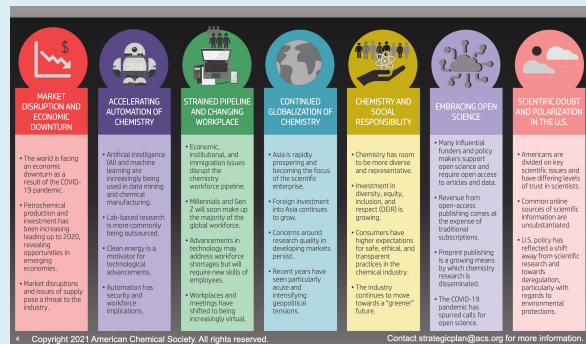 $
MARKET
DISRUPTION AND
ECONOMIC
DOWNTURN
• The world is facing
an economic
downturn as a
result of the COVID-
19 pandemic.
• Petrochemical
production and
investment has
been increasing
leading up to 2020,
revealing
opportunities in
emerging
economies.
• Market disruptions
and issues of supply
pose a threat to the
industry.
ACCELERATING
AUTOMATION OF
CHEMISTRY
• Artificial intelligence
(AI) and machine
learning are
increasingly being
used in data mining
and chemical
manufacturing.
• Lab-based research
is more commonly
being outsourced.
• Clean energy is a
motivator for
technological
advancements.
• Automation has
security and
workforce
implications.
STRAINED PIPELINE
AND CHANGING
WORKPLACE
• Economic,
institutional, and
immigration issues
disrupt the
chemistry
workforce pipeline.
• Millennials and Gen
Z will soon make up
the majority of the
global workforce.
• Advancements in
technology may
address workforce
shortages but will
require new skills of
employees.
• Workplaces and
meetings have
shifted to being
increasingly virtual.
CONTINUED
GLOBALIZATION OF
CHEMISTRY
• Asia is rapidly
prospering and
becoming the focus
of the scientific
enterprise.
• Foreign investment
into Asia continues
to grow.
• Concerns around
research quality in
developing markets
persist.
• Recent years have
seen particularly
acute and
intensifying
geopolitical
tensions.
CHEMISTRY AND
SOCIAL
RESPONSIBILITY
• Chemistry has room
to be more diverse
and representative.
• Investment in
diversity, equity,
inclusion, and
respect (DEIR) is
growing.
• Consumers have
higher expectations
for safe, ethical, and
transparent
practices in the
chemical industry.
• The industry
continues to move
towards a "greener"
future.
EMBRACING OPEN
SCIENCE
• Many influential
funders and policy
makers support
open science and
require open access
to articles and data.
• Revenue from
open-access
publishing comes at
the expense of
traditional
subscriptions.
• Preprint publishing
is a growing means
by which chemistry
research is
disseminated.
• The COVID-19
pandemic has
spurred calls for
open science.
SCIENTIFIC DOUBT
AND POLARIZATION
IN THE U.S.
• Americans are
divided on key
scientific issues and
have differing levels
of trust in scientists.
• Common online
sources of scientific
information are
unsubstantiated.
• U.S. policy has
reflected a shift
away from scientific
research and
towards
deregulation,
particularly with
regards to
environmental
protections.
4 Copyright 2021 American Chemical Society. All rights reserved.
Contact strategicplan@acs.org for more information.